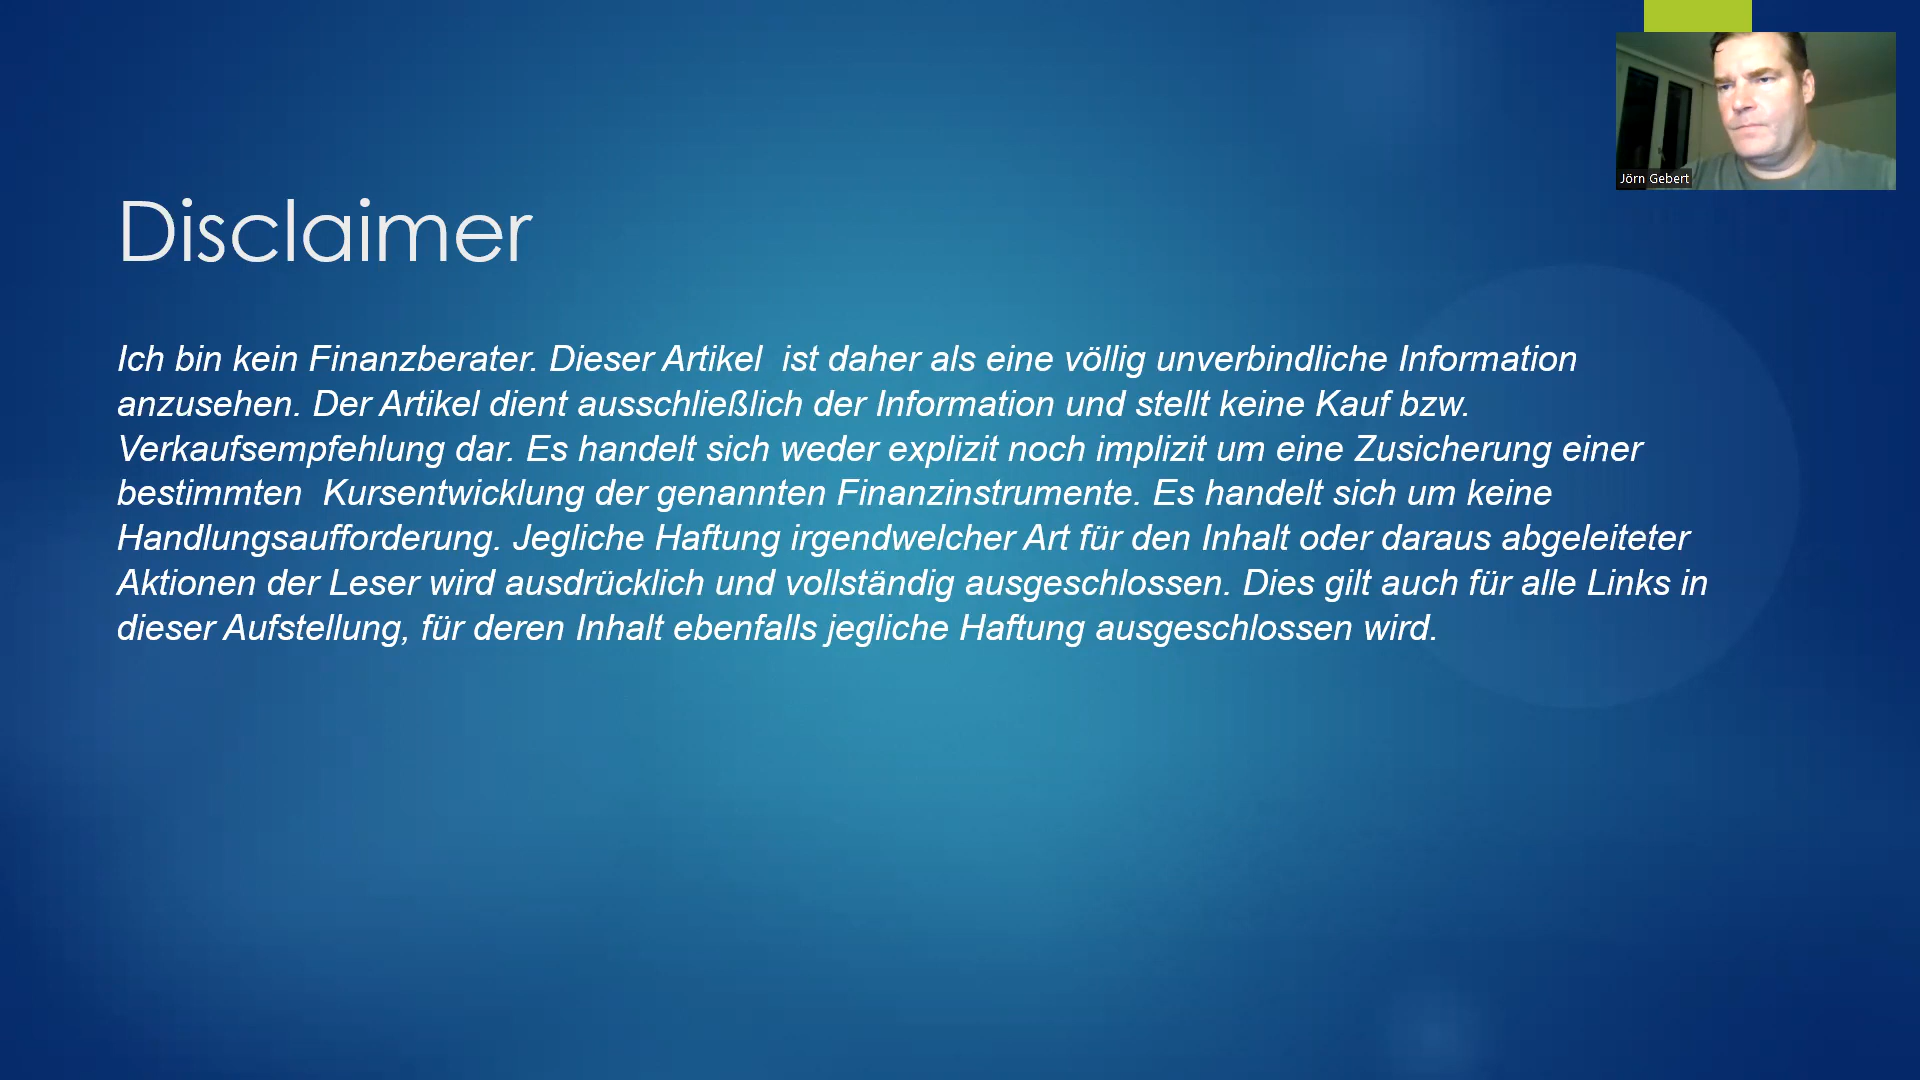 Jörn Gebert
Disclaimer
Ich bin kein Finanzberater. Dieser Artikel  ist daher als eine völlig unverbindliche Information
anzusehen. Der Artikel dient ausschließlich der Information und stellt keine Kauf bzw.
Verkaufsempfehlung dar. Es handelt sich weder explizit noch implizit um eine Zusicherung einer
bestimmten  Kursentwicklung der genannten Finanzinstrumente. Es handelt sich um keine
Handlungsaufforderung. Jegliche Haftung irgendwelcher Art für den Inhalt oder daraus abgeleiteter
Aktionen der Leser wird ausdrücklich und vollständig ausgeschlossen. Dies gilt auch für alle Links in
dieser Aufstellung, für deren Inhalt ebenfalls jegliche Haftung ausgeschlossen wird.